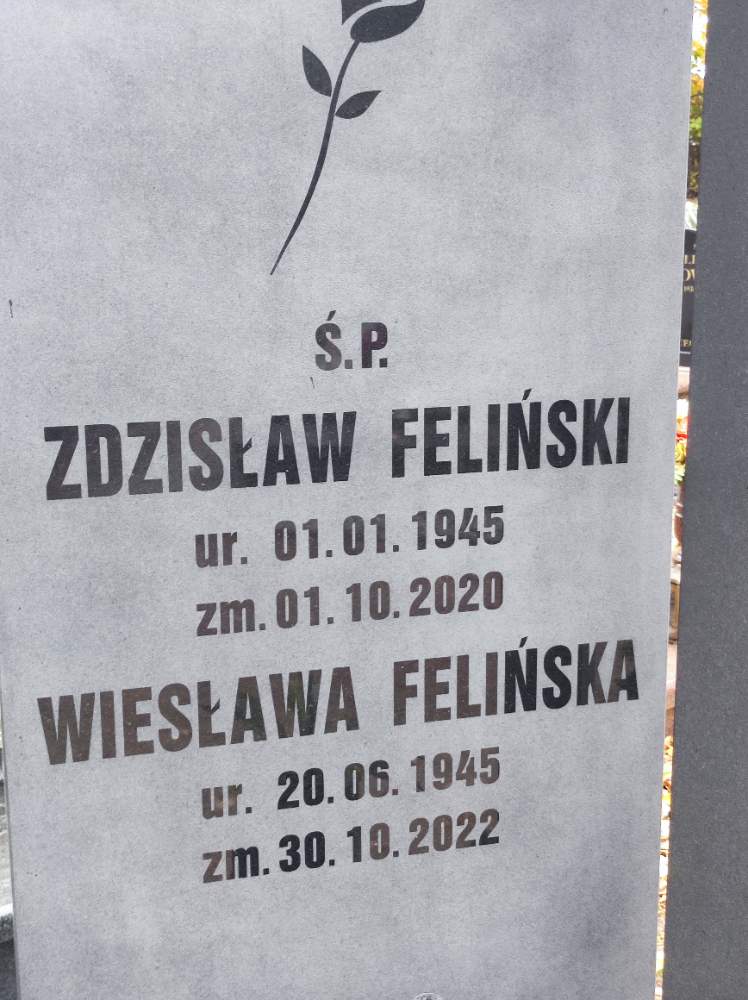 Ś.P.
ZDZISŁAW FELIŃSKI
ur. 01.01.1945
zm. 01.10.2020
WIESŁAWA FELIŃSKA
ur. 20.06.1945
zm. 30.10.2022